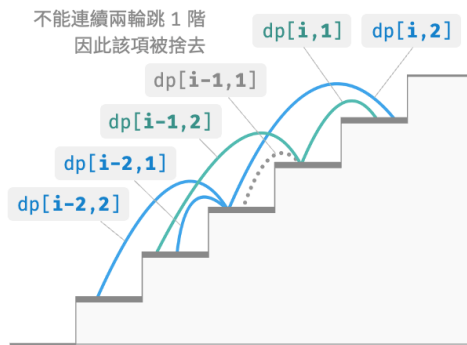 不能連續兩輪跳 1 階
因此該項被捨去
dp[i,1]
dp[i,2]
dp[i-1,1]
dp[i-1,2]
dp[i-2,1]
dp[i-2,2]